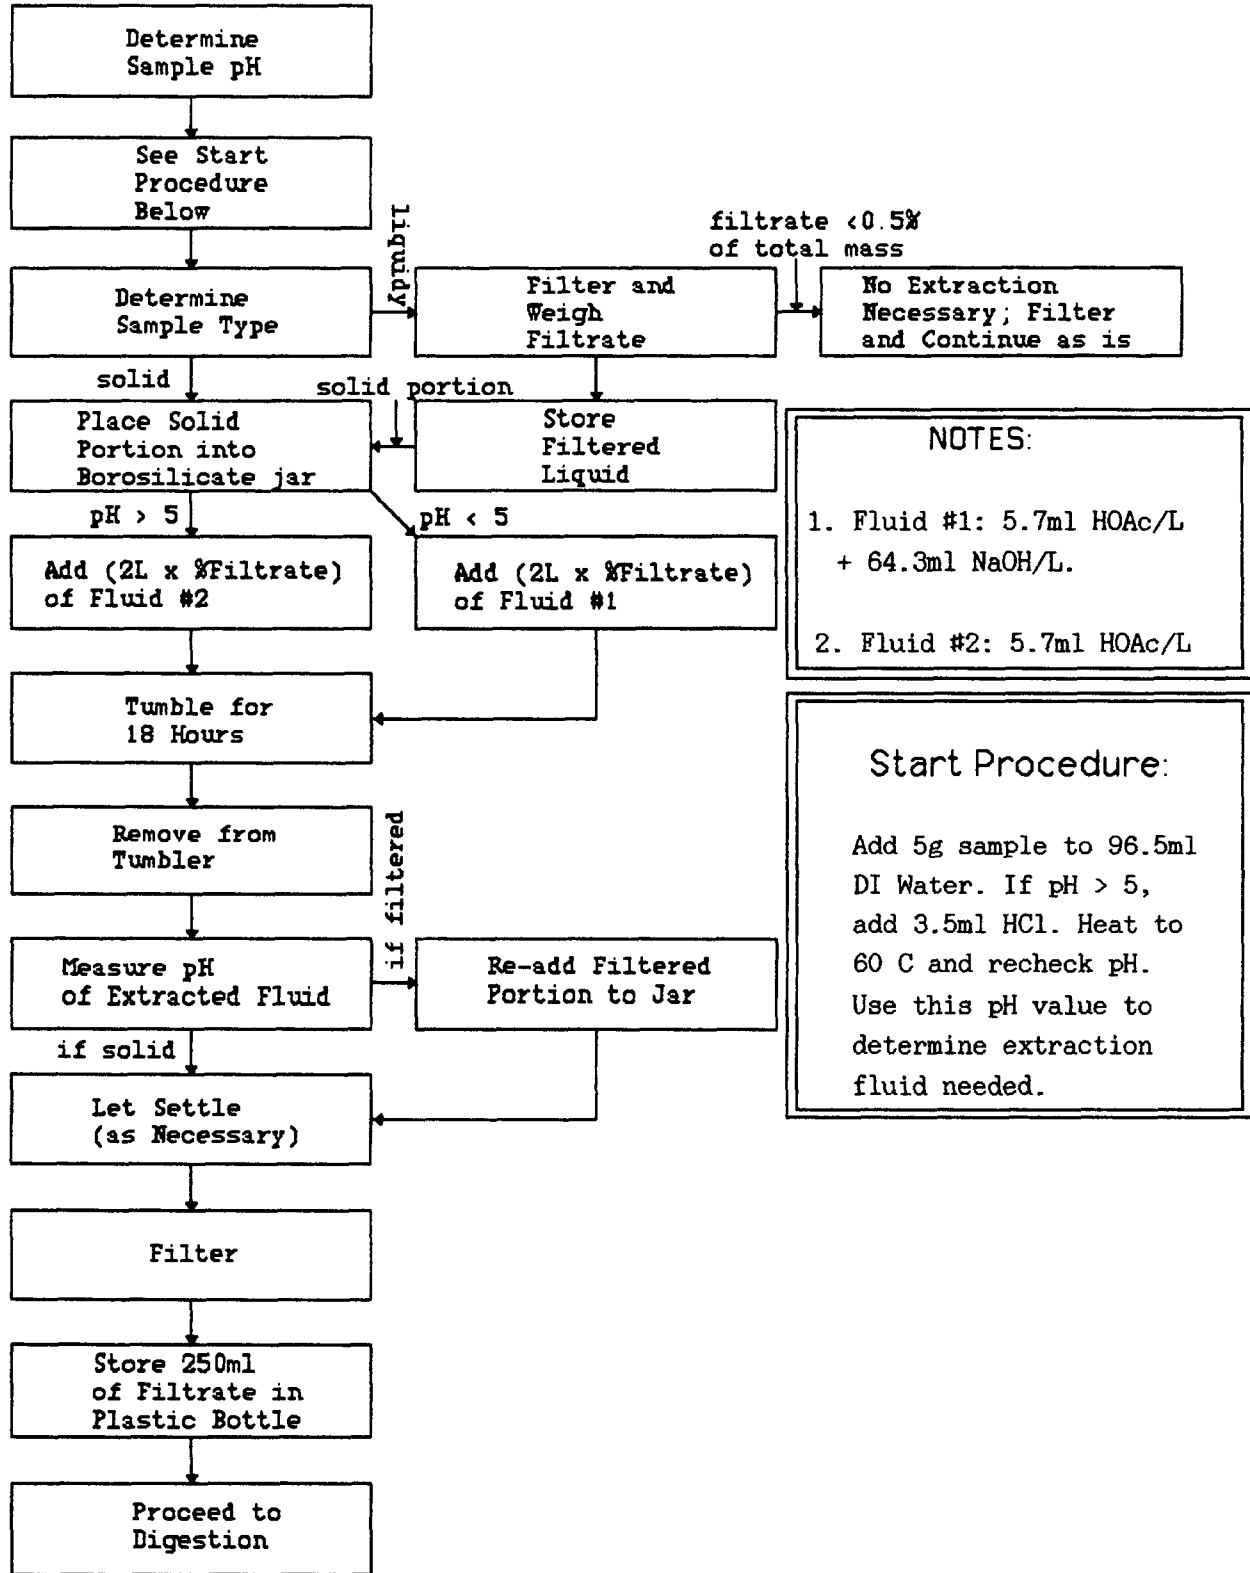 Determine
Sample pH
See Start
Procedure
Below
liquidy
filtrate <0.5%
of total mass
Determine
Sample Type
Filter and
Weigh
Filtrate
No Extraction
Necessary; Filter
and Continue as is
solid
solid portion
Place Solid
Portion into
Borosilicate jar
Store
Filtered
Liquid
pH > 5
pH < 5
Add (2L x %Filtrate)
of Fluid #2
Add (2L x %Filtrate)
of Fluid #1
NOTES:
1. Fluid #1: 5.7ml HOAc/L
+ 64.3ml NaOH/L.
2. Fluid #2: 5.7ml HOAc/L
Tumble for
18 Hours
Remove from
Tumbler
if filtered
Measure pH
of Extracted Fluid
Re-add Filtered
Portion to Jar
if solid
Let Settle
(as Necessary)
Start Procedure:
Add 5g sample to 96.5ml
DI Water. If pH > 5,
add 3.5ml HCl. Heat to
60 C and recheck pH.
Use this pH value to
determine extraction
fluid needed.
Filter
Store 250ml
of Filtrate in
Plastic Bottle
Proceed to
Digestion